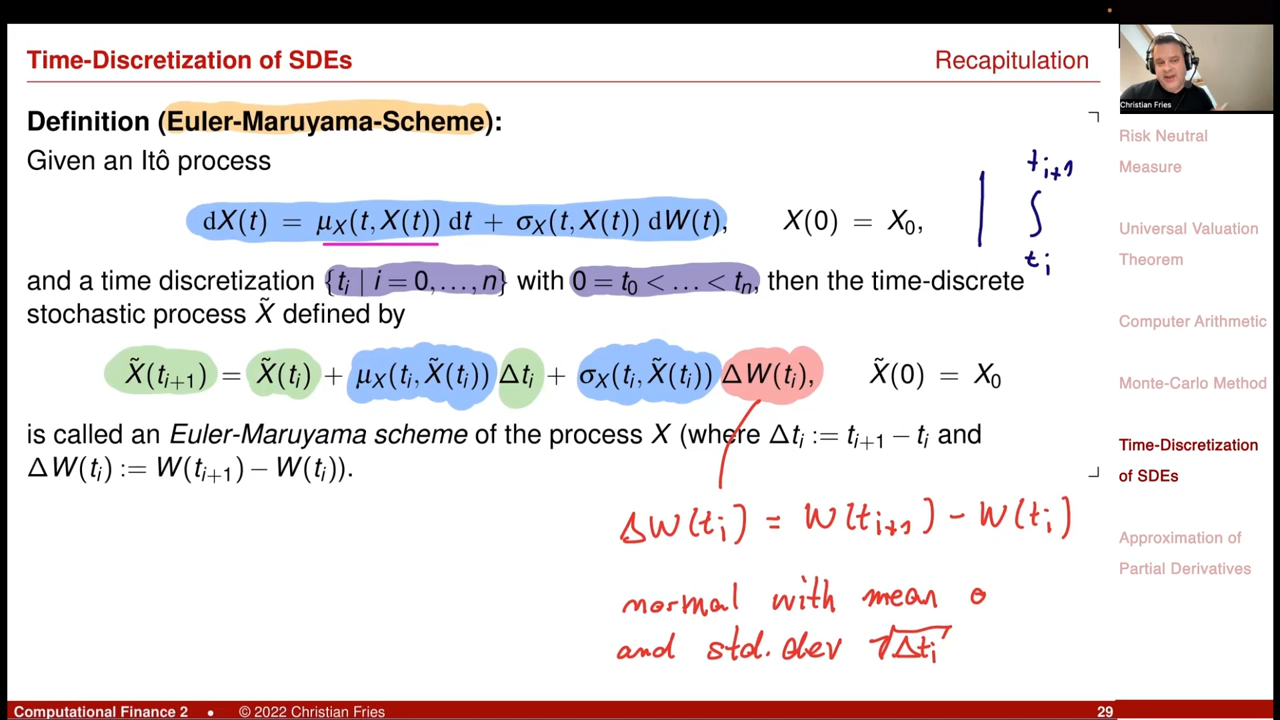 Time-Discretization of SDEs
Recapitulation
Christian Fries
Definition (Euler-Maruyama-Scheme):
Given an Itô process
dX(t) = μ_X(t, X(t)) dt + σ_X(t, X(t)) dW(t), X(0) = X₀,
| ∫_{t_i}^{t_{i+1}}
and a time discretization {t_i | i = 0, …, n} with 0 = t₀ < … < t_n, then the time-discrete
stochastic process X̃ defined by
X̃(t_{i+1}) = X̃(t_i) + μ_X(t_i, X̃(t_i)) Δt_i + σ_X(t_i, X̃(t_i)) ΔW(t_i), X̃(0) = X₀
is called an Euler-Maruyama scheme of the process X (where Δt_i := t_{i+1} − t_i and
ΔW(t_i) := W(t_{i+1}) − W(t_i)).
ΔW(t_i) = W(t_{i+1}) − W(t_i)
normal with mean 0
and std. dev √Δt_i
Risk Neutral
Measure
Universal Valuation
Theorem
Computer Arithmetic
Monte-Carlo Method
Time-Discretization
of SDEs
Approximation of
Partial Derivatives
Computational Finance 2 • © 2022 Christian Fries
29